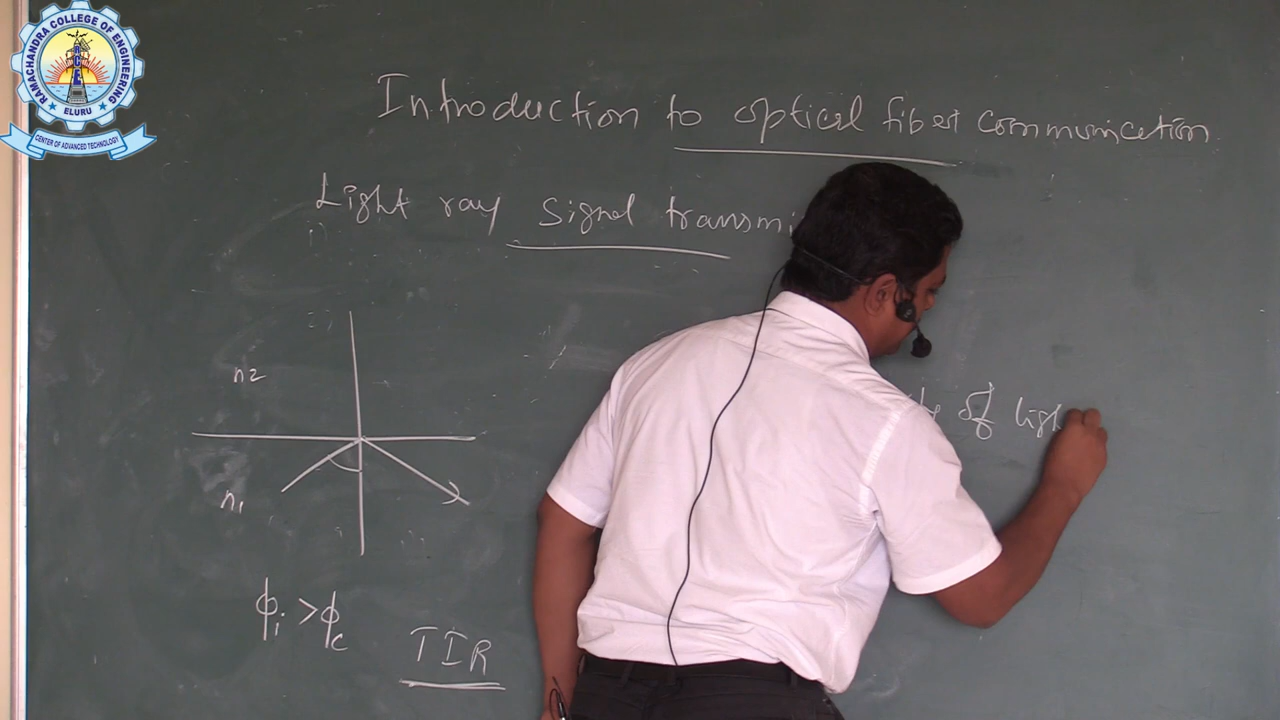 RAMACHANDRA COLLEGE OF ENGINEERING
RCE
ELURU
CENTER OF ADVANCED TECHNOLOGY
Introduction to optical fiber communication
Light ray signal transmi
n2
n1
ϕi > ϕc
TIR
of ligh